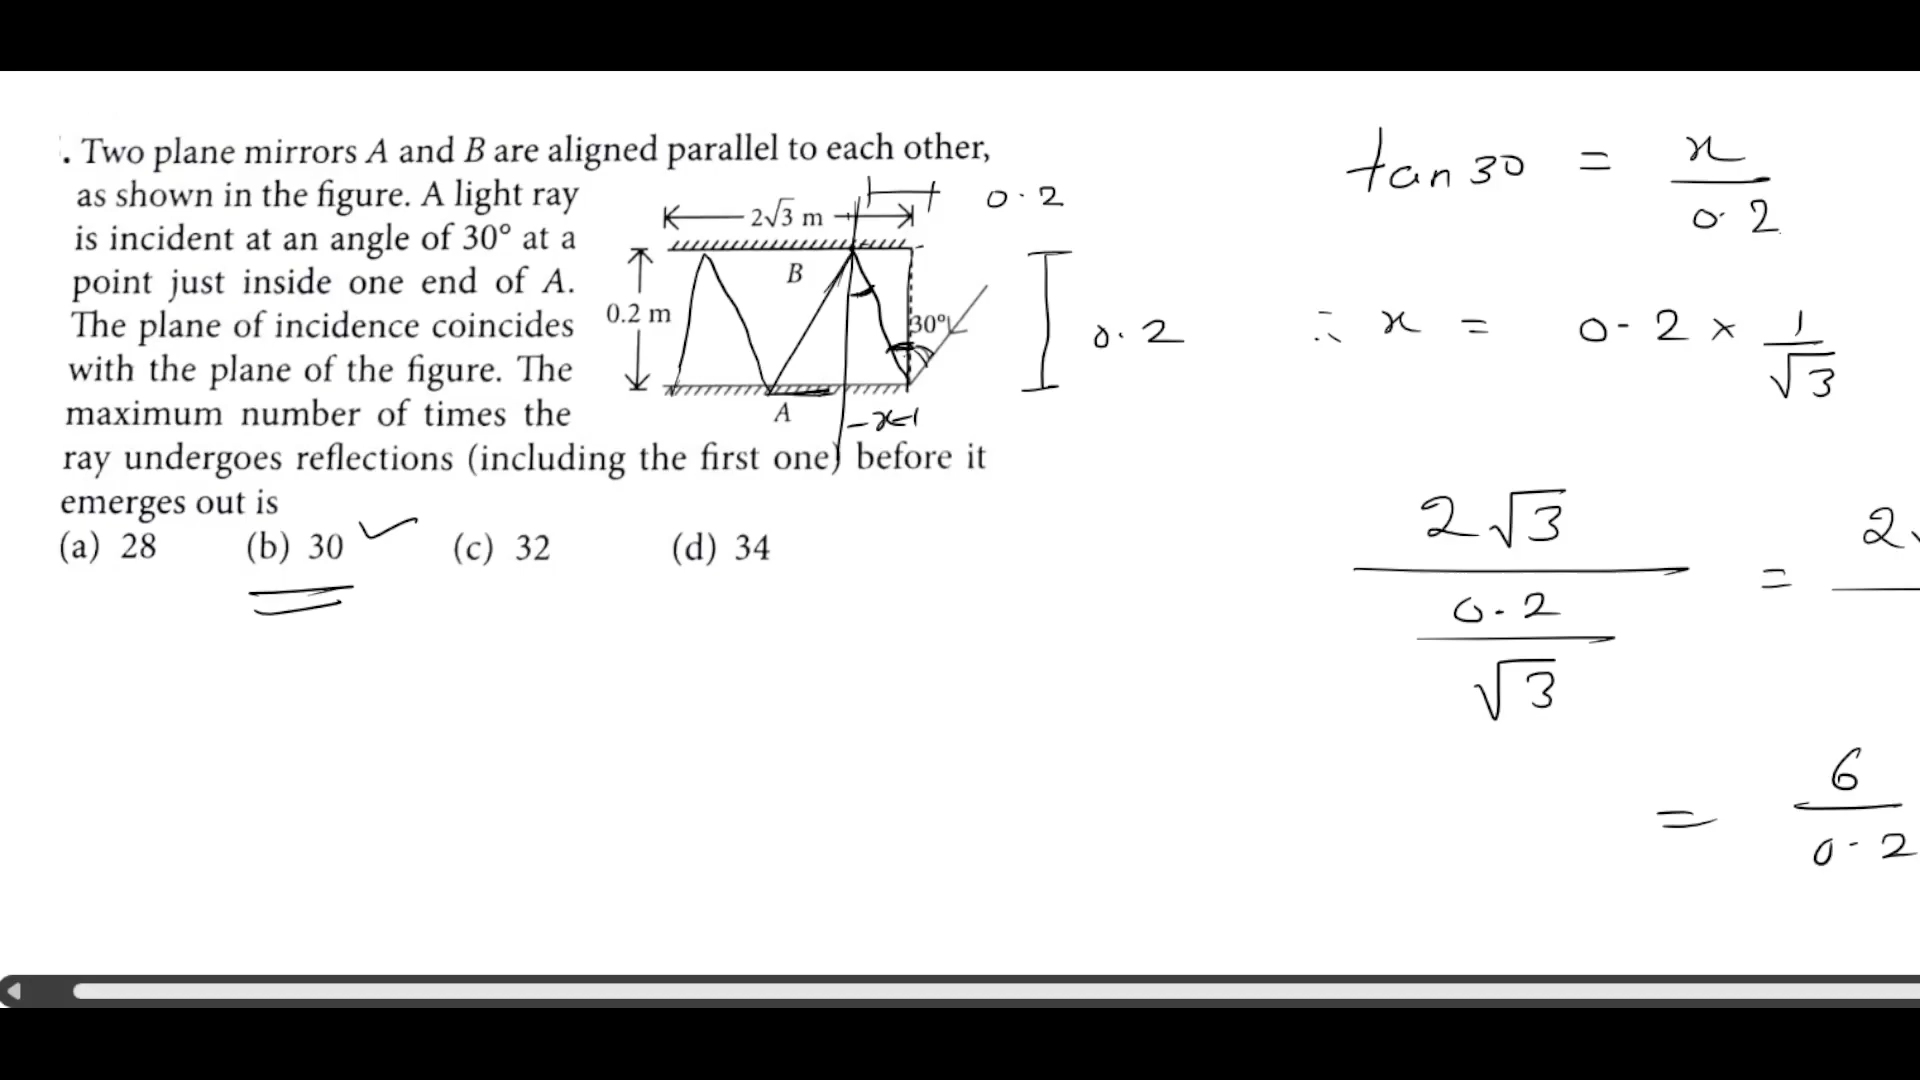 . Two plane mirrors A and B are aligned parallel to each other,
as shown in the figure. A light ray
is incident at an angle of 30° at a
point just inside one end of A.
The plane of incidence coincides
with the plane of the figure. The
maximum number of times the
ray undergoes reflections (including the first one) before it
emerges out is
(a) 28 (b) 30 (c) 32 (d) 34
2√3 m
0.2
B
0.2 m
30°
0.2
A
x
tan 30 = x / 0.2
∴ x = 0.2 × 1/√3
2√3 / (0.2/√3) = 2
= 6 / 0.2